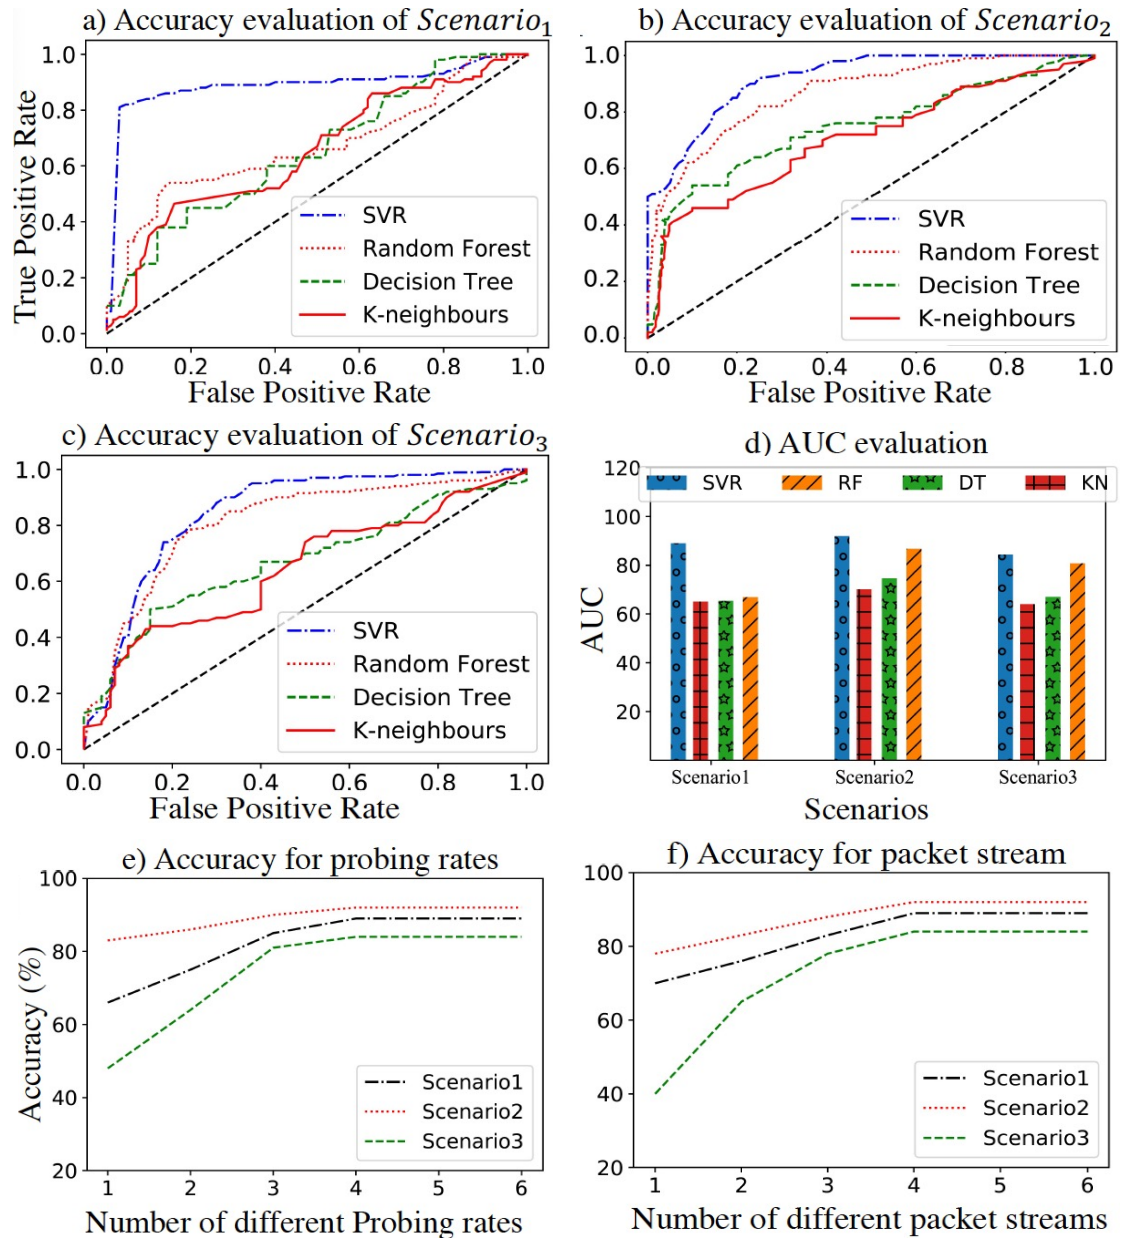 a) Accuracy evaluation of Scenario₁
True Positive Rate
1.0
0.8
0.6
0.4
0.2
0.0
SVR
Random Forest
Decision Tree
K-neighbours
0.0 0.2 0.4 0.6 0.8 1.0
False Positive Rate
b) Accuracy evaluation of Scenario₂
1.0
0.8
0.6
0.4
0.2
0.0
SVR
Random Forest
Decision Tree
K-neighbours
0.0 0.2 0.4 0.6 0.8 1.0
False Positive Rate
c) Accuracy evaluation of Scenario₃
1.0
0.8
0.6
0.4
0.2
0.0
SVR
Random Forest
Decision Tree
K-neighbours
0.0 0.2 0.4 0.6 0.8 1.0
False Positive Rate
d) AUC evaluation
AUC
120
100
80
60
40
20
SVR RF DT KN
Scenario1 Scenario2 Scenario3
Scenarios
e) Accuracy for probing rates
Accuracy (%)
100
80
60
40
20
Scenario1
Scenario2
Scenario3
1 2 3 4 5 6
Number of different Probing rates
f) Accuracy for packet stream
100
80
60
40
20
Scenario1
Scenario2
Scenario3
1 2 3 4 5 6
Number of different packet streams